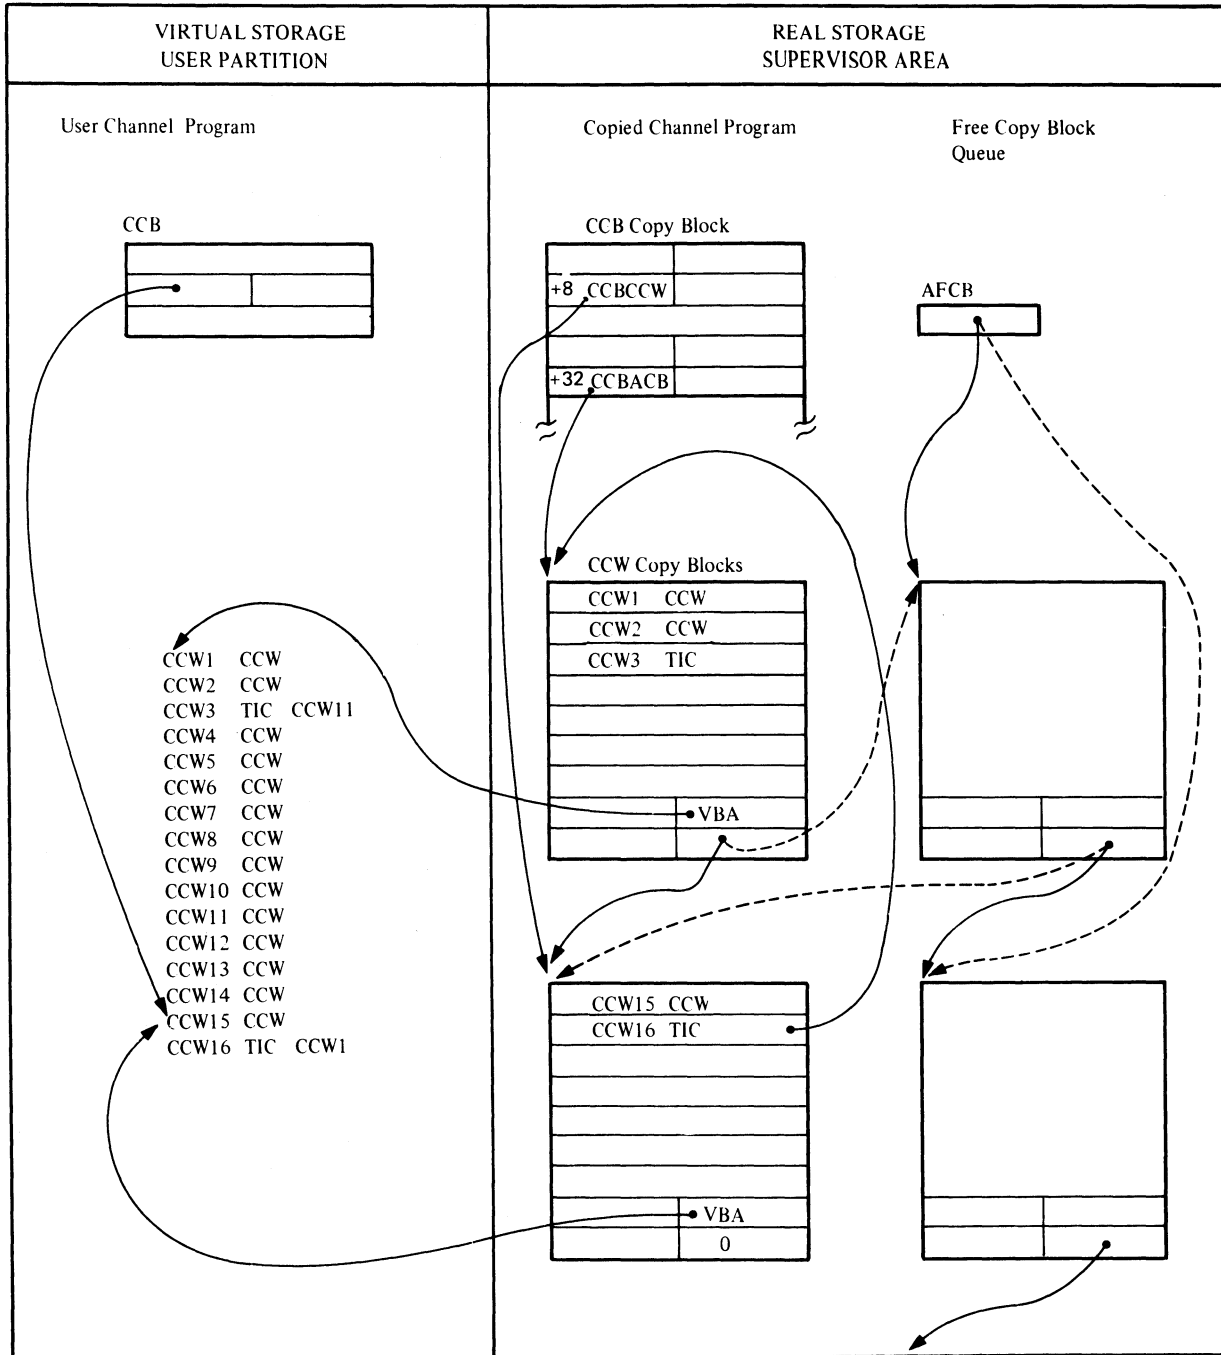 VIRTUAL STORAGE
USER PARTITION
REAL STORAGE
SUPERVISOR AREA
User Channel Program
Copied Channel Program
Free Copy Block
Queue
CCB
CCB Copy Block
+8 CCBCCW
+32 CCBACB
AFCB
CCW Copy Blocks
CCW1 CCW
CCW2 CCW
CCW3 TIC
VBA
CCW1 CCW
CCW2 CCW
CCW3 TIC CCW11
CCW4 CCW
CCW5 CCW
CCW6 CCW
CCW7 CCW
CCW8 CCW
CCW9 CCW
CCW10 CCW
CCW11 CCW
CCW12 CCW
CCW13 CCW
CCW14 CCW
CCW15 CCW
CCW16 TIC CCW1
CCW15 CCW
CCW16 TIC
VBA
0